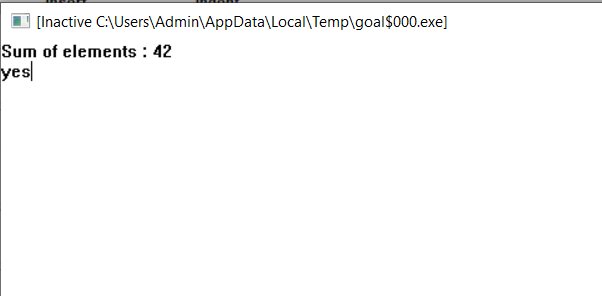 [Inactive C:\Users\Admin\AppData\Local\Temp\goal$000.exe]
Sum of elements : 42
yes